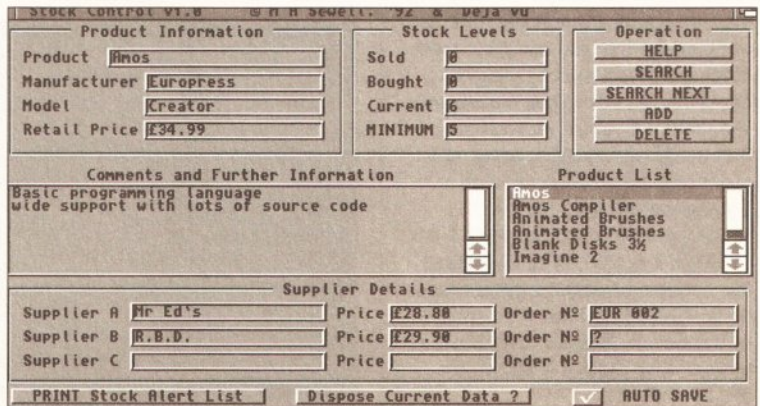 Stock Control v1.0 © M H Sewell. '92 & Deja Vu
Product Information
Product Amos
Manufacturer Europress
Model Creator
Retail Price £34.99
Stock Levels
Sold 0
Bought 0
Current 6
MINIMUM 5
Operation
HELP
SEARCH
SEARCH NEXT
ADD
DELETE
Comments and Further Information
Basic programming language
wide support with lots of source code
Product List
Amos
Amos Compiler
Animated Brushes
Animated Brushes
Blank Disks 3½
Imagine 2
Supplier Details
Supplier A Mr Ed's Price £28.80 Order Nº EUR 002
Supplier B R.B.D. Price £29.90 Order Nº ?
Supplier C Price Order Nº
PRINT Stock Alert List Dispose Current Data ? AUTO SAVE